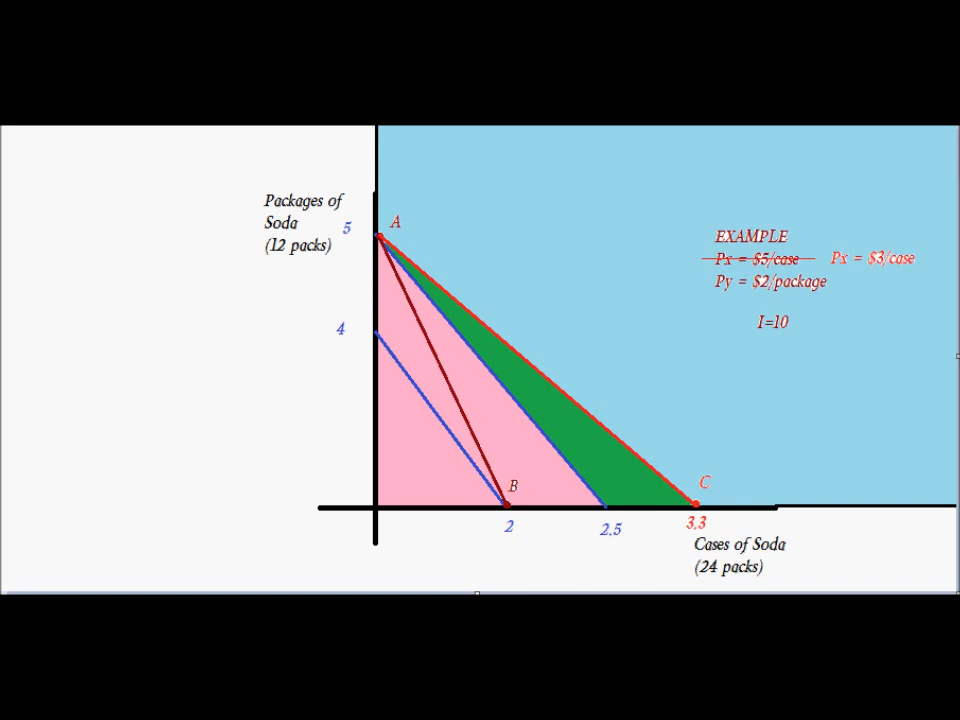 Packages of
Soda
(12 packs)
5
A
4
EXAMPLE
Px = $5/case
Px = $3/case
Py = $2/package
I=10
B
C
2
2.5
3.3
Cases of Soda
(24 packs)